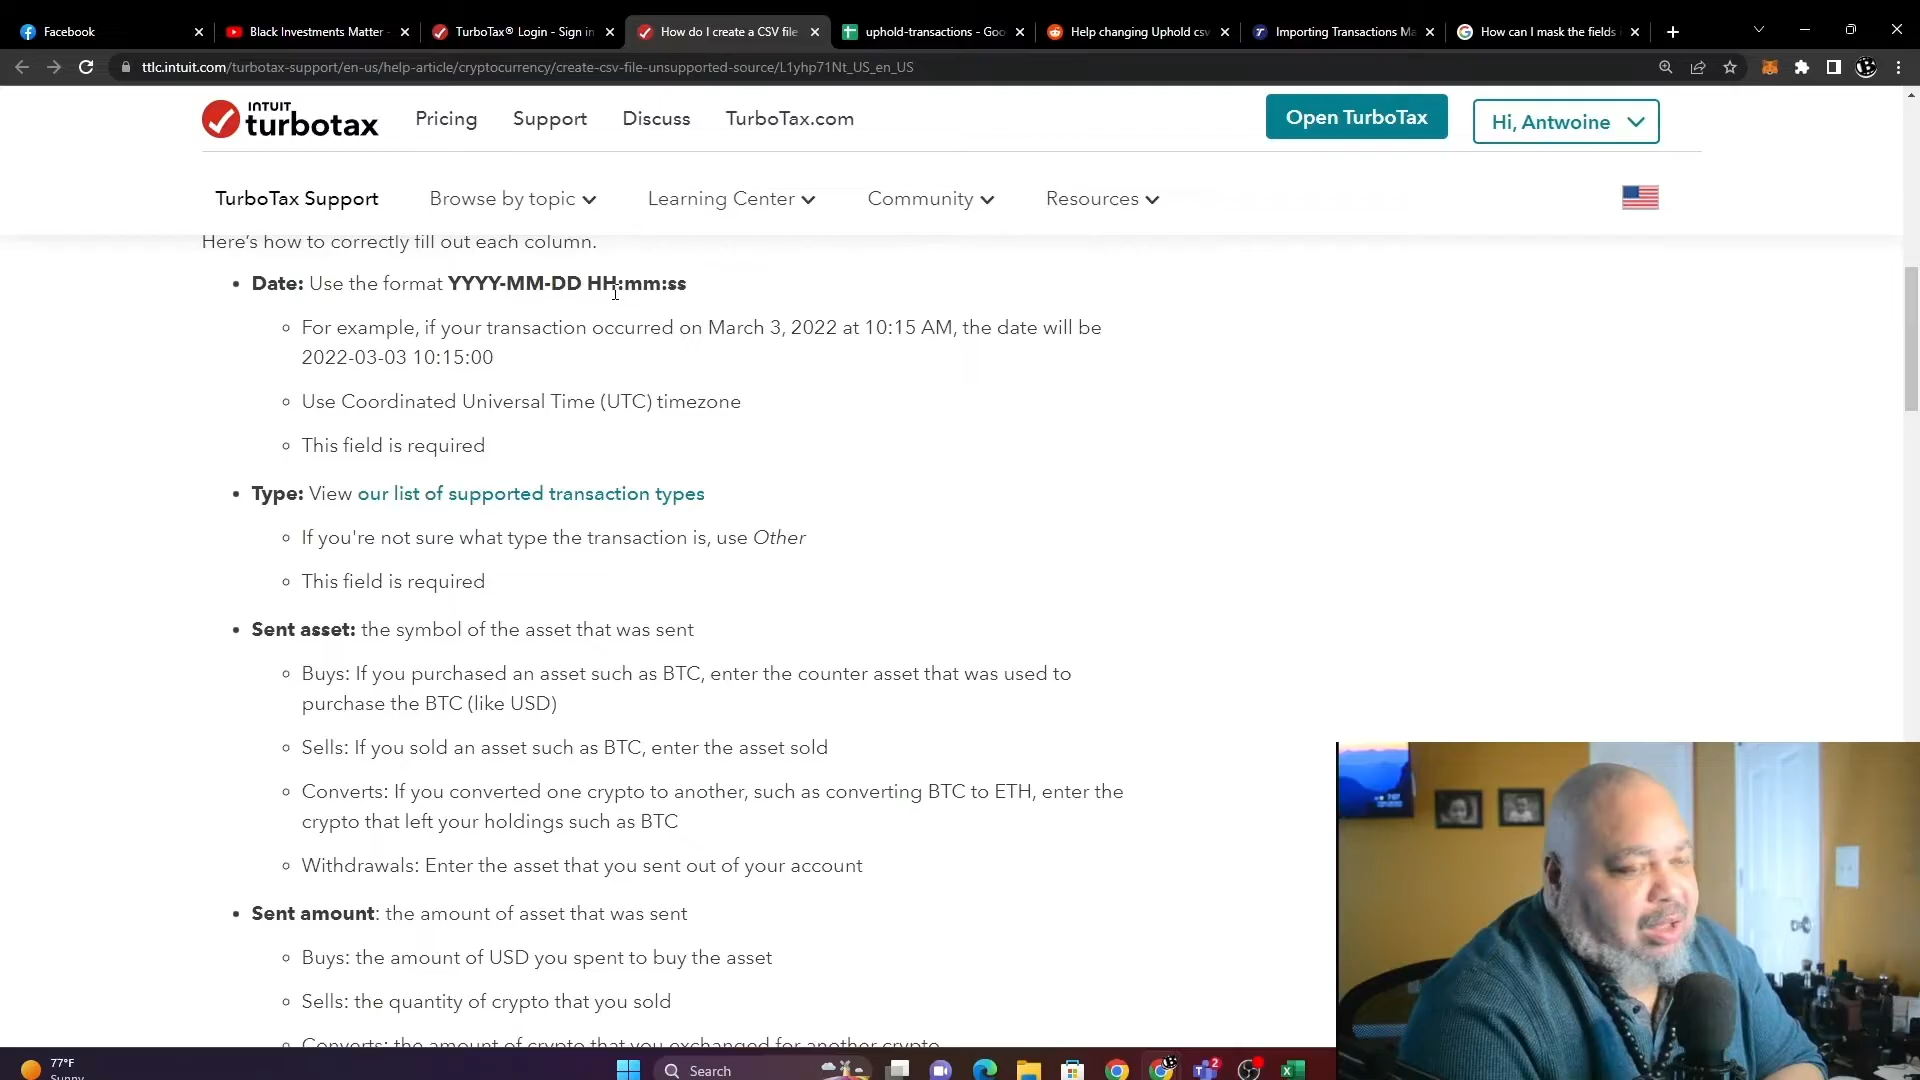 Facebook
Black Investments Matter -
TurboTax® Login - Sign in
How do I create a CSV file
uphold-transactions - Goo
Help changing Uphold csv
Importing Transactions Ma
How can I mask the fields
ttlc.intuit.com/turbotax-support/en-us/help-article/cryptocurrency/create-csv-file-unsupported-source/L1yhp71Nt_US_en_US
INTUIT
turbotax
Pricing
Support
Discuss
TurboTax.com
Open TurboTax
Hi, Antwoine
TurboTax Support
Browse by topic
Learning Center
Community
Resources
Here's how to correctly fill out each column.
Date: Use the format YYYY-MM-DD HH:mm:ss
For example, if your transaction occurred on March 3, 2022 at 10:15 AM, the date will be
2022-03-03 10:15:00
Use Coordinated Universal Time (UTC) timezone
This field is required
Type: View our list of supported transaction types
If you're not sure what type the transaction is, use Other
This field is required
Sent asset: the symbol of the asset that was sent
Buys: If you purchased an asset such as BTC, enter the counter asset that was used to
purchase the BTC (like USD)
Sells: If you sold an asset such as BTC, enter the asset sold
Converts: If you converted one crypto to another, such as converting BTC to ETH, enter the
crypto that left your holdings such as BTC
Withdrawals: Enter the asset that you sent out of your account
Sent amount: the amount of asset that was sent
Buys: the amount of USD you spent to buy the asset
Sells: the quantity of crypto that you sold
Converts: the amount of crypto that you exchanged for another crypto
77°F
Sunny
Search
2